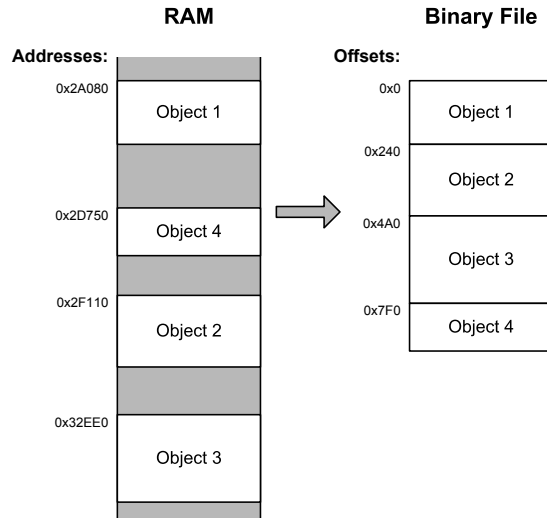 RAM
Addresses:
0x2A080
Object 1
0x2D750
Object 4
0x2F110
Object 2
0x32EE0
Object 3
Binary File
Offsets:
0x0
Object 1
0x240
Object 2
0x4A0
Object 3
0x7F0
Object 4